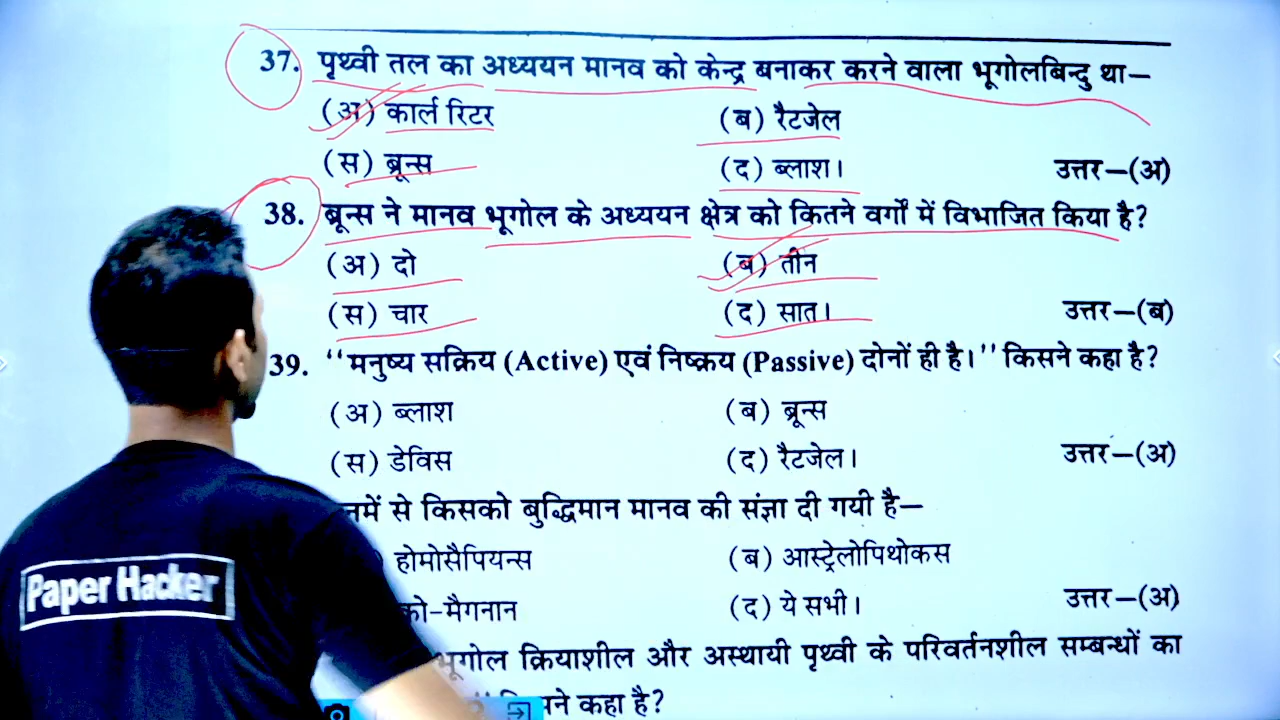 37. पृथ्वी तल का अध्ययन मानव को केन्द्र बनाकर करने वाला भूगोलबिन्दु था—
(अ) कार्ल रिटर (ब) रैटजेल
(स) ब्रून्स (द) ब्लाश। उत्तर—(अ)
38. ब्रून्स ने मानव भूगोल के अध्ययन क्षेत्र को कितने वर्गों में विभाजित किया है?
(अ) दो (ब) तीन
(स) चार (द) सात। उत्तर—(ब)
39. ‘‘मनुष्य सक्रिय (Active) एवं निष्क्रय (Passive) दोनों ही है।’’ किसने कहा है?
(अ) ब्लाश (ब) ब्रून्स
(स) डेविस (द) रैटजेल। उत्तर—(अ)
में से किसको बुद्धिमान मानव की संज्ञा दी गयी है—
होमोसैपियन्स (ब) आस्ट्रेलोपिथोकस
को-मैगनान (द) ये सभी। उत्तर—(अ)
भूगोल क्रियाशील और अस्थायी पृथ्वी के परिवर्तनशील सम्बन्धों का
कहा है?
Paper Hacker